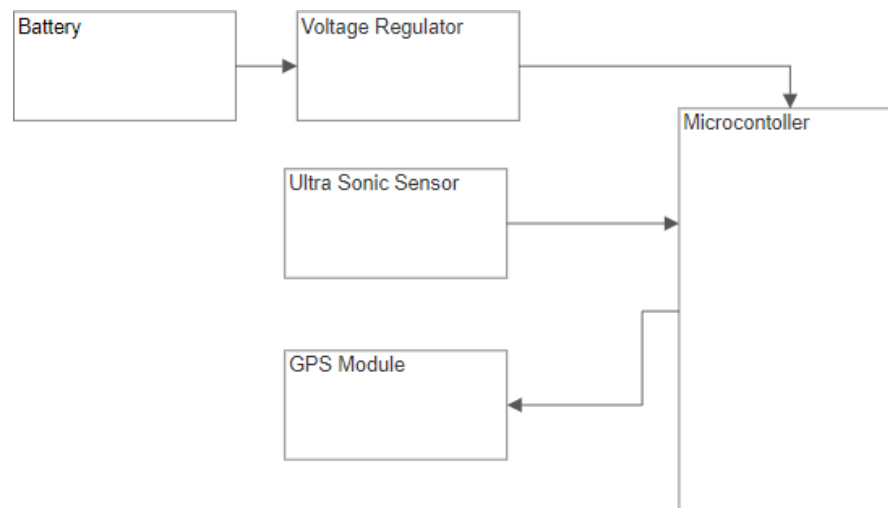 Battery
Voltage Regulator
Microcontoller
Ultra Sonic Sensor
GPS Module